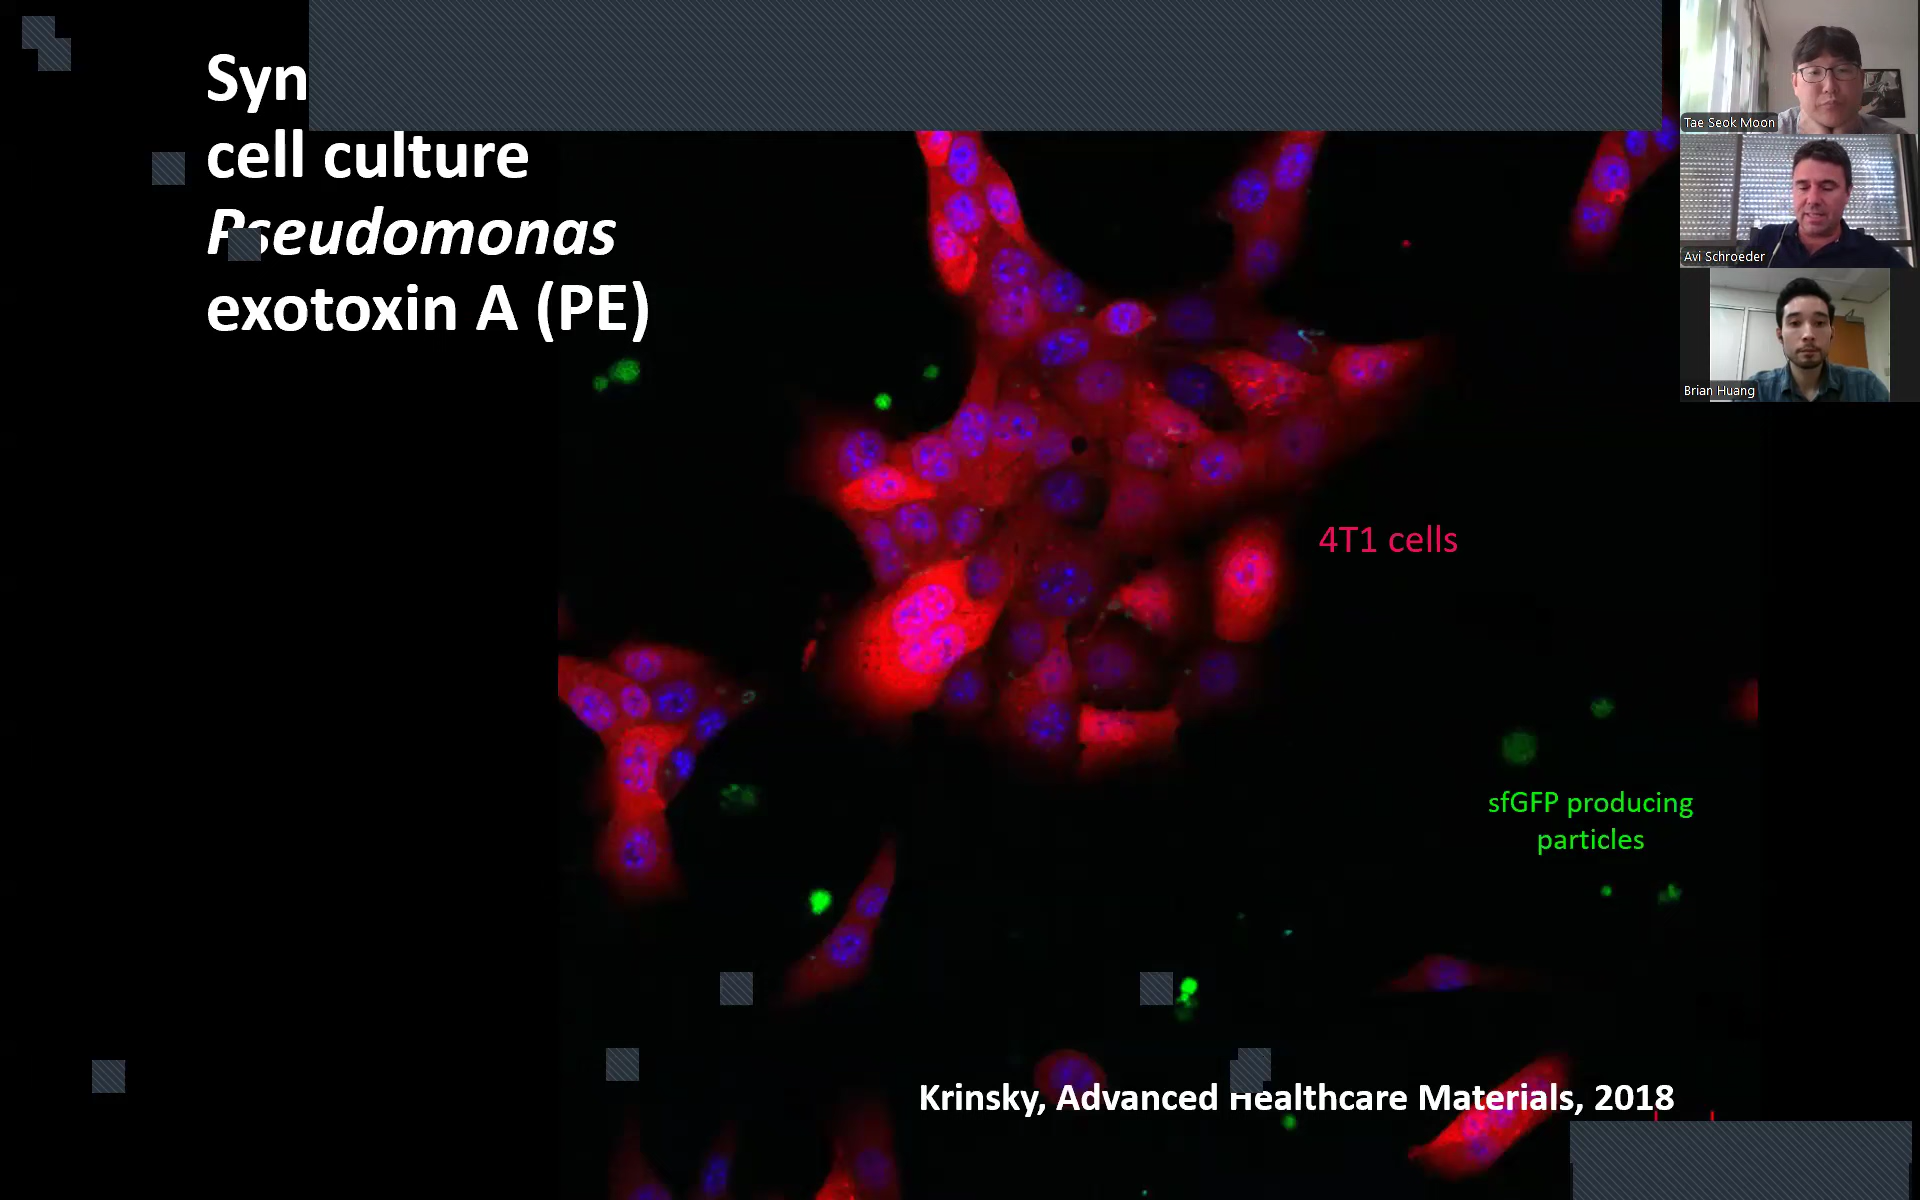 Syn
cell culture
Pseudomonas
exotoxin A (PE)
4T1 cells
sfGFP producing
particles
Krinsky, Advanced Healthcare Materials, 2018
Tae Seok Moon
Avi Schroeder
Brian Huang